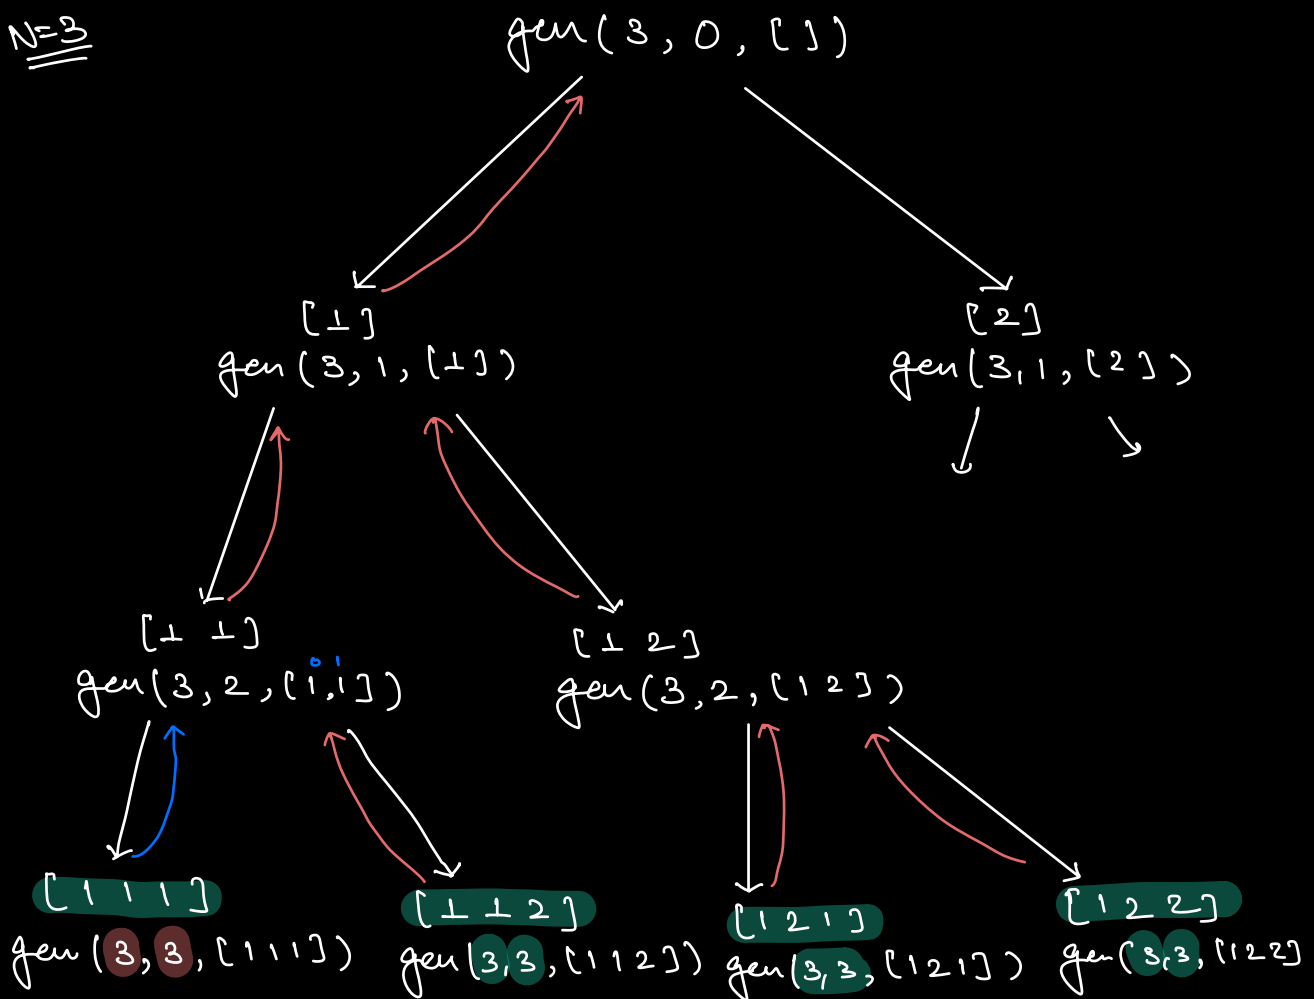 N=3
gen(3, 0, [])
[1]
gen(3, 1, [1])
[2]
gen(3, 1, [2])
[1 1]
0 1
gen(3, 2, [1,1])
[1 2]
gen(3, 2, [1 2])
[1 1 1]
gen(3, 3, [1 1 1])
[1 1 2]
gen(3,3, [1 1 2])
[1 2 1]
gen(3,3, [1 2 1])
[1 2 2]
gen(3,3, [1 2 2]